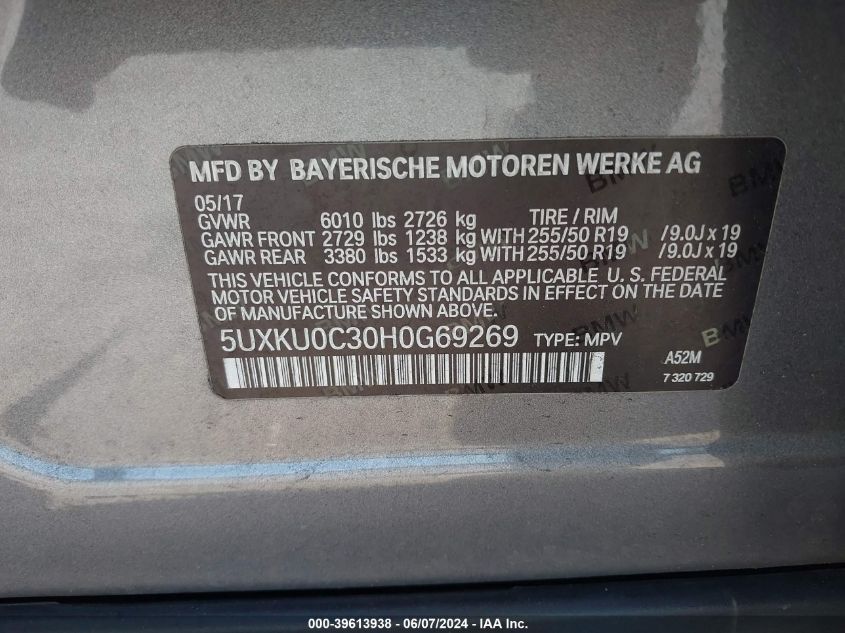 MFD BY BAYERISCHE MOTOREN WERKE AG
05/17
GVWR 6010 lbs 2726 kg TIRE / RIM
GAWR FRONT 2729 lbs 1238 kg WITH 255/50 R19 /9.0J x 19
GAWR REAR 3380 lbs 1533 kg WITH 255/50 R19 /9.0J x 19
THIS VEHICLE CONFORMS TO ALL APPLICABLE U. S. FEDERAL
MOTOR VEHICLE SAFETY STANDARDS IN EFFECT ON THE DATE
OF MANUFACTURE SHOWN ABOVE.
5UXKU0C30H0G69269 TYPE: MPV
A52M
7 320 729
000-39613938 - 06/07/2024 - IAA Inc.